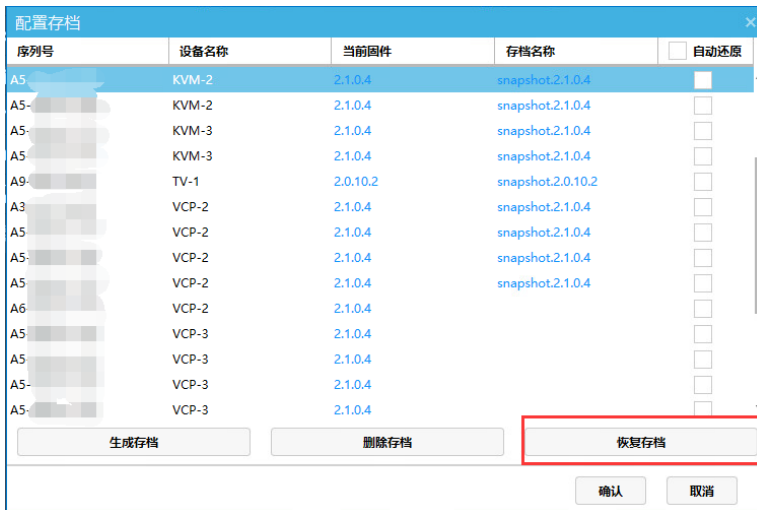 配置存档
序列号 设备名称 当前固件 存档名称 自动还原
A5 KVM-2 2.1.0.4 snapshot.2.1.0.4
A5- KVM-2 2.1.0.4 snapshot.2.1.0.4
A5- KVM-3 2.1.0.4 snapshot.2.1.0.4
A5 KVM-3 2.1.0.4 snapshot.2.1.0.4
A9- TV-1 2.0.10.2 snapshot.2.0.10.2
A3 VCP-2 2.1.0.4 snapshot.2.1.0.4
A5 VCP-2 2.1.0.4 snapshot.2.1.0.4
A5- VCP-2 2.1.0.4 snapshot.2.1.0.4
A5 VCP-2 2.1.0.4 snapshot.2.1.0.4
A6 VCP-2 2.1.0.4
A5- VCP-3 2.1.0.4
A5- VCP-3 2.1.0.4
A5- VCP-3 2.1.0.4
A5- VCP-3 2.1.0.4
生成存档 删除存档 恢复存档
确认 取消